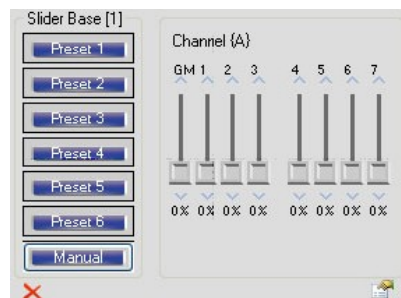 Slider Base [1]
Preset 1
Preset 2
Preset 3
Preset 4
Preset 5
Preset 6
Manual
Channel {A}
GM 1 2 3 4 5 6 7
0% 0% 0% 0% 0% 0% 0% 0%